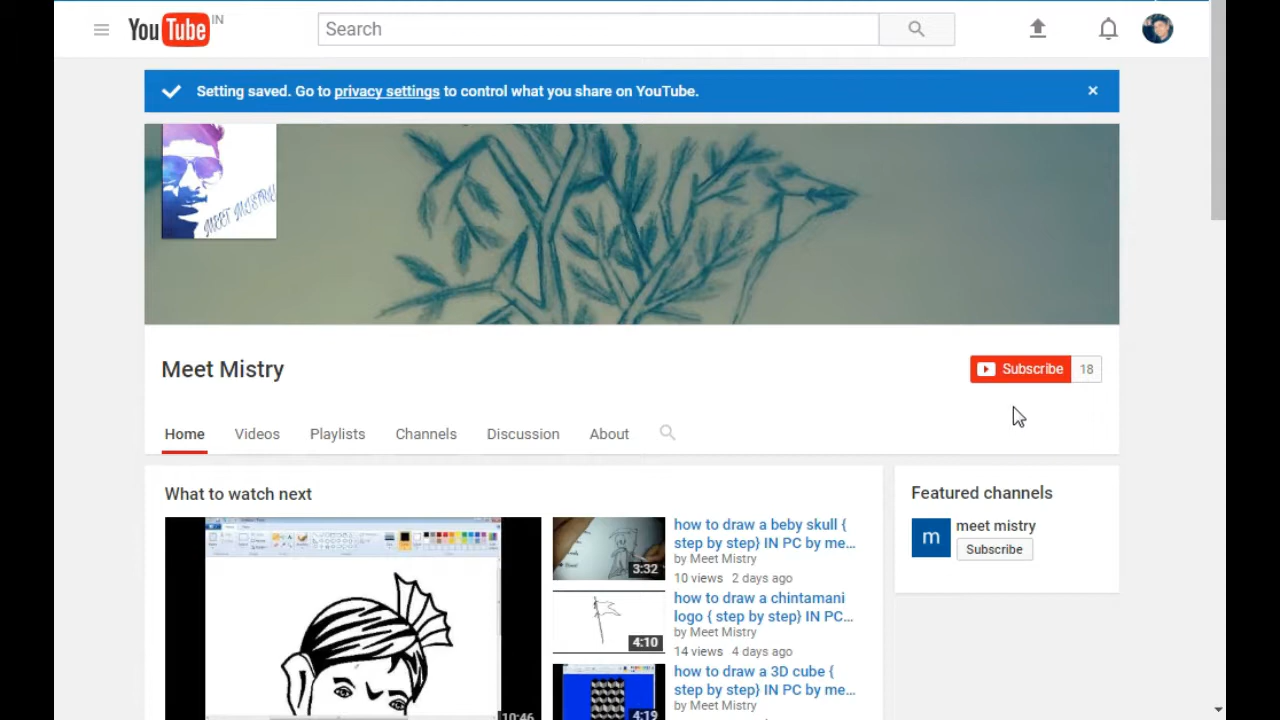 YouTube IN
Search
Setting saved. Go to privacy settings to control what you share on YouTube.
MEET MISTRY
Meet Mistry
Subscribe 18
Home Videos Playlists Channels Discussion About
What to watch next
10:46
3:32
how to draw a beby skull {
step by step} IN PC by me...
by Meet Mistry
10 views 2 days ago
4:10
how to draw a chintamani
logo { step by step} IN PC...
by Meet Mistry
14 views 4 days ago
4:19
how to draw a 3D cube {
step by step} IN PC by me...
by Meet Mistry
Featured channels
m
meet mistry
Subscribe